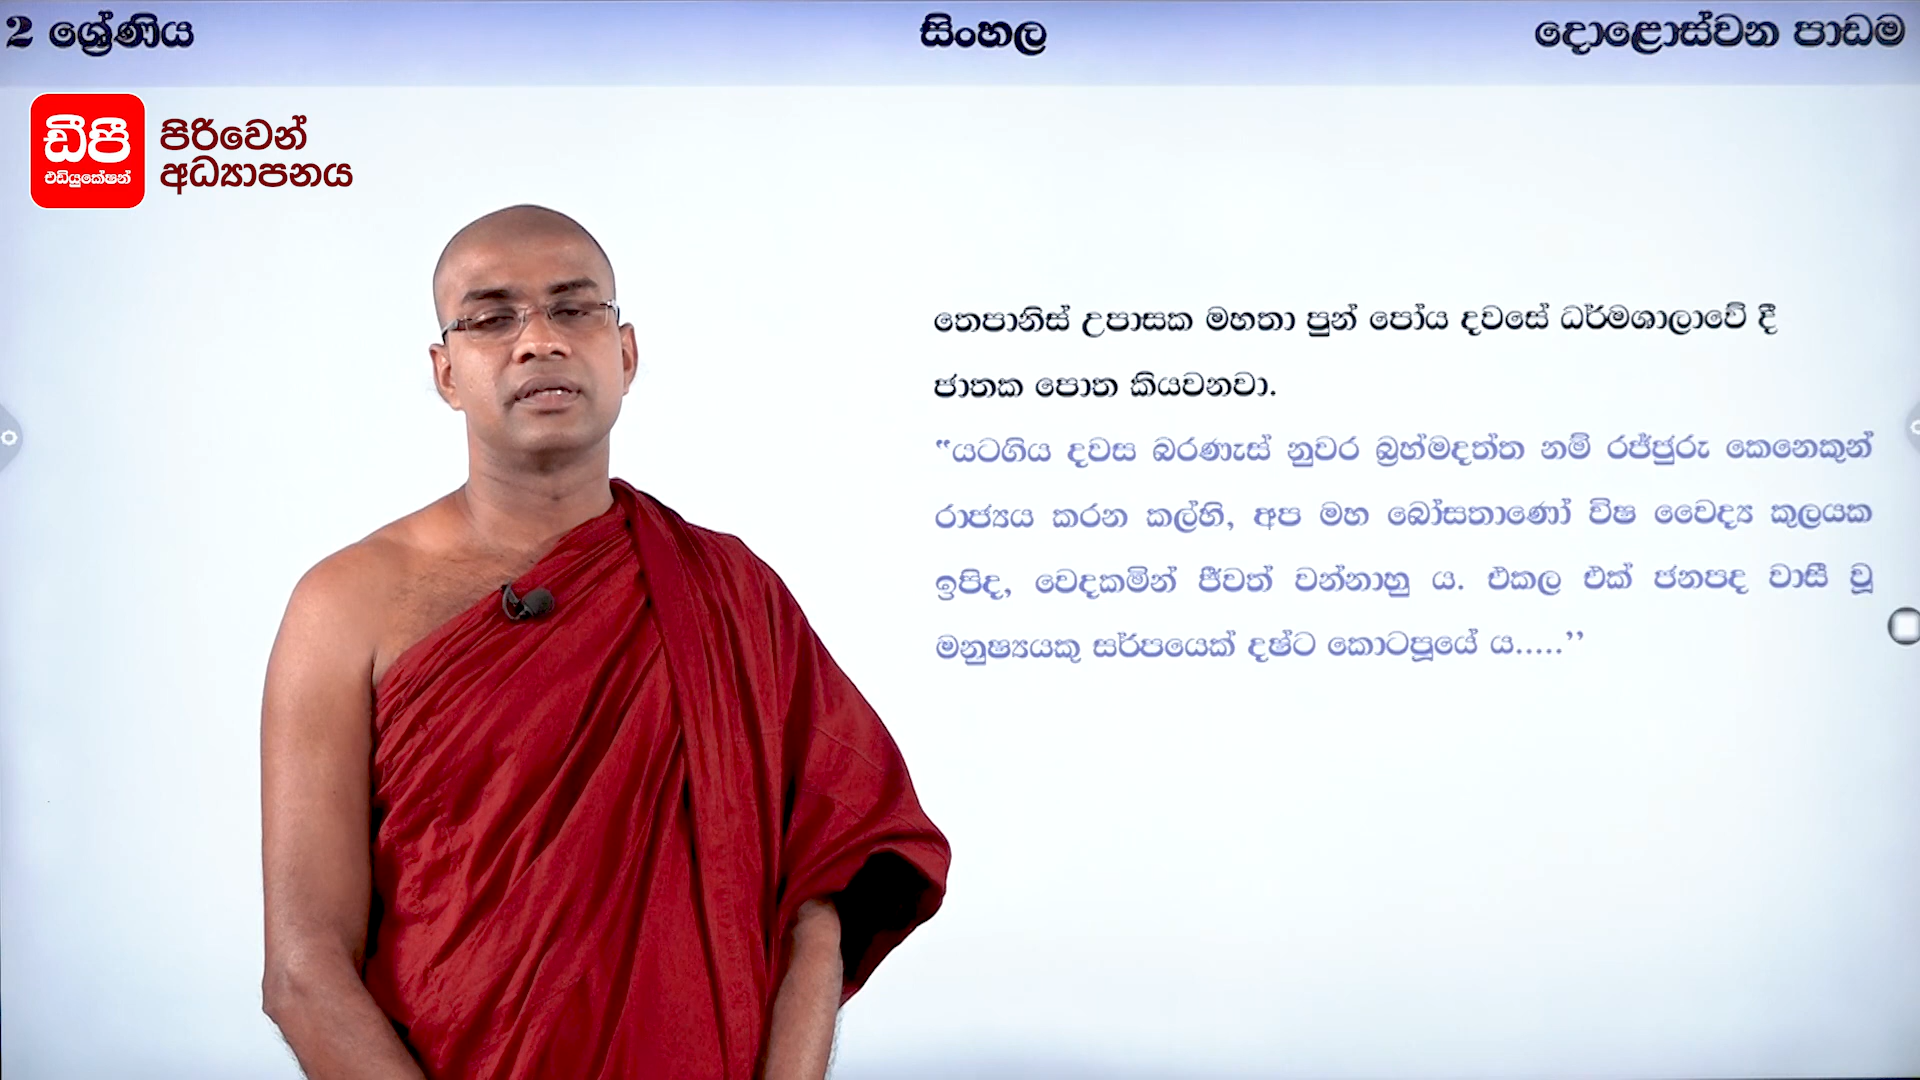 2 ශ්‍රේණිය
සිංහල
දොළොස්වන පාඩම
ඩීපී
එඩියුකේෂන්
පිරිවෙන්
අධ්‍යාපනය
තෙපානිස් උපාසක මහතා පුන් පෝය දවසේ ධර්මශාලාවේ දී
ජාතක පොත කියවනවා.
“යටගිය දවස බරණැස් නුවර බ්‍රහ්මදත්ත නම් රජ්ජුරු කෙනෙකුන්
රාජ්‍යය කරන කල්හි, අප මහ බෝසතාණෝ විෂ වෛද්‍ය කුලයක
ඉපිද, වෙදකමින් ජීවත් වන්නාහු ය. එකල එක් ජනපද වාසී වූ
මනුෂ්‍යයකු සර්පයෙක් දෂ්ට කොටපූයේ ය.....’’